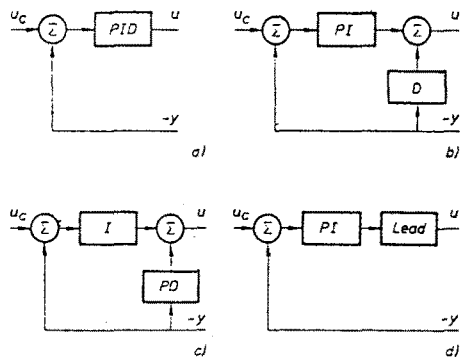 u_c Σ PID u
-y
a)
u_c Σ PI Σ u
D
-y
b)
u_c Σ I Σ u
PD
-y
c)
u_c Σ PI Lead u
-y
d)